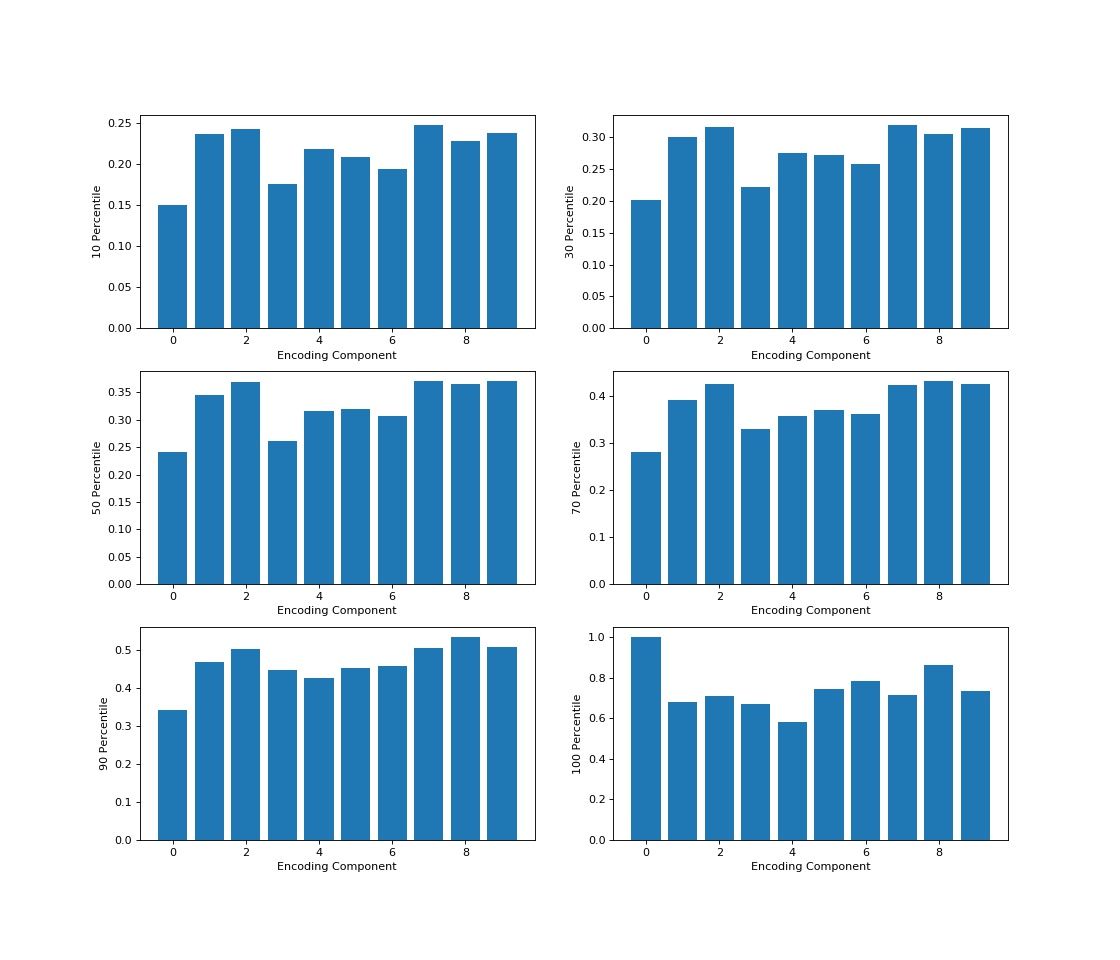 0.25
0.20
0.15
0.10
0.05
0.00
10 Percentile
0 2 4 6 8
Encoding Component
0.30
0.25
0.20
0.15
0.10
0.05
0.00
30 Percentile
0 2 4 6 8
Encoding Component
0.35
0.30
0.25
0.20
0.15
0.10
0.05
0.00
50 Percentile
0 2 4 6 8
Encoding Component
0.4
0.3
0.2
0.1
0.0
70 Percentile
0 2 4 6 8
Encoding Component
0.5
0.4
0.3
0.2
0.1
0.0
90 Percentile
0 2 4 6 8
Encoding Component
1.0
0.8
0.6
0.4
0.2
0.0
100 Percentile
0 2 4 6 8
Encoding Component